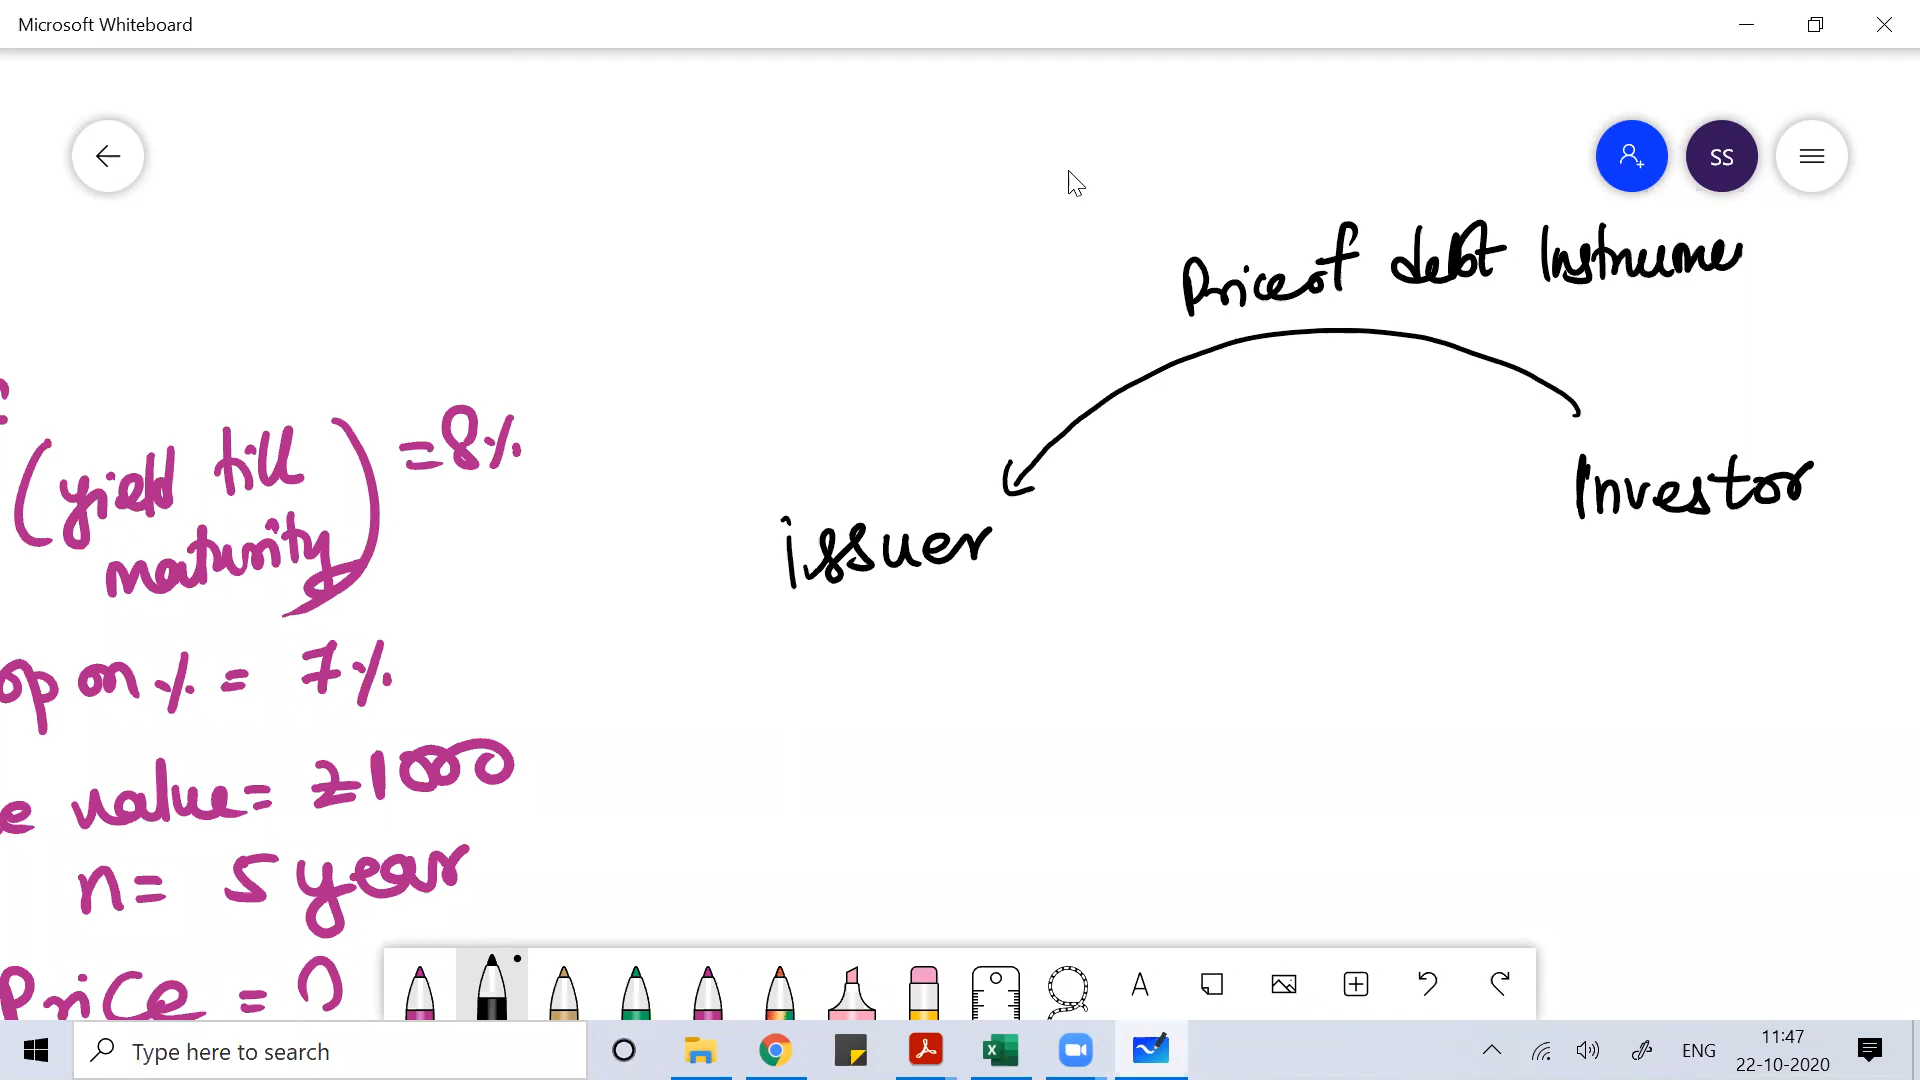 Microsoft Whiteboard
SS
Price of debt Instrume
(yield till
maturity) = 8%
Investor
issuer
op on % = 7%
e value = ₹1000
n = 5 year
Price =
A
Type here to search
ENG
11:47
22-10-2020